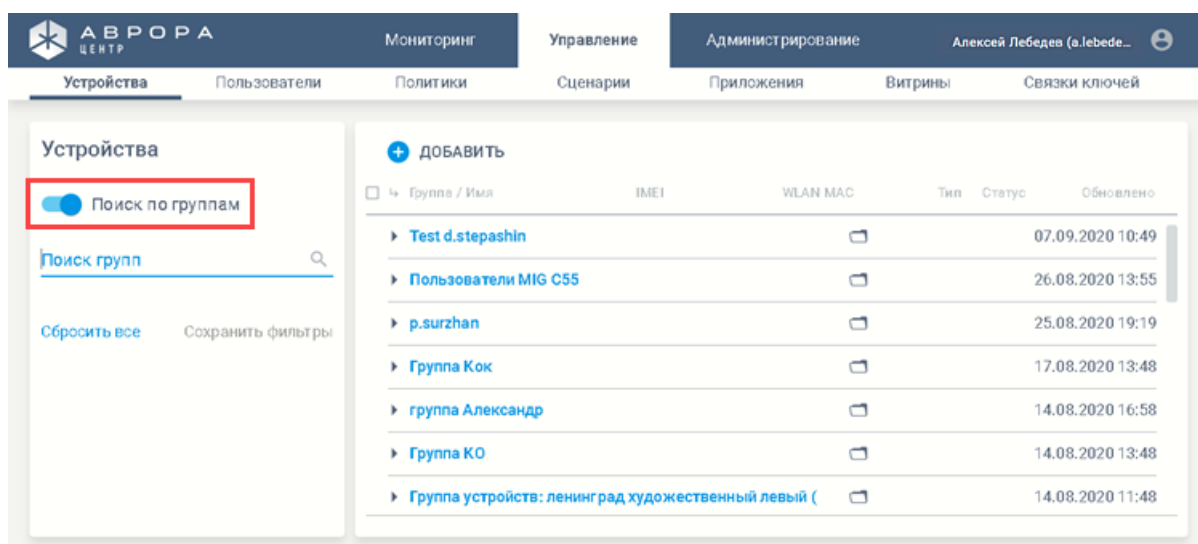 АВРОРА
ЦЕНТР
Мониторинг Управление Администрирование Алексей Лебедев (a.lebede...
Устройства Пользователи Политики Сценарии Приложения Витрины Связки ключей
Устройства
Поиск по группам
Поиск групп
Сбросить все Сохранить фильтры
ДОБАВИТЬ
Группа / Имя IMEI WLAN MAC Тип Статус Обновлено
Test d.stepashin 07.09.2020 10:49
Пользователи MIG C55 26.08.2020 13:55
p.surzhan 25.08.2020 19:19
Группа Кок 17.08.2020 13:48
группа Александр 14.08.2020 16:58
Группа КО 14.08.2020 13:48
Группа устройств: ленинград художественный левый ( 14.08.2020 11:48